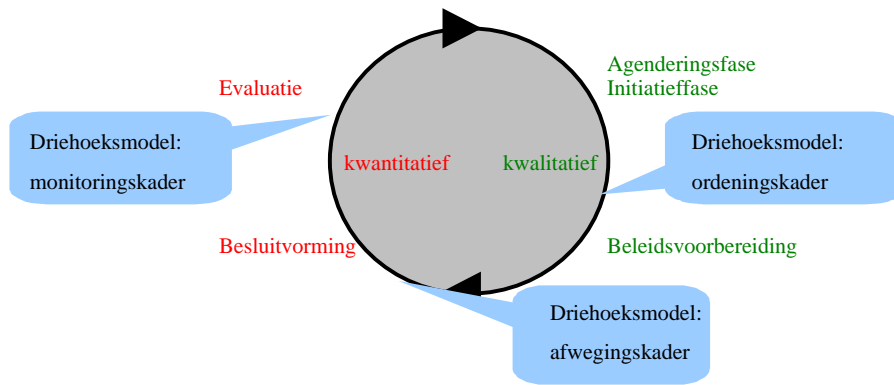 Evaluatie
Agenderingsfase
Initiatieffase
Driehoeksmodel:
monitoringskader
kwantitatief
kwalitatief
Driehoeksmodel:
ordeningskader
Besluitvorming
Beleidsvoorbereiding
Driehoeksmodel:
afwegingskader